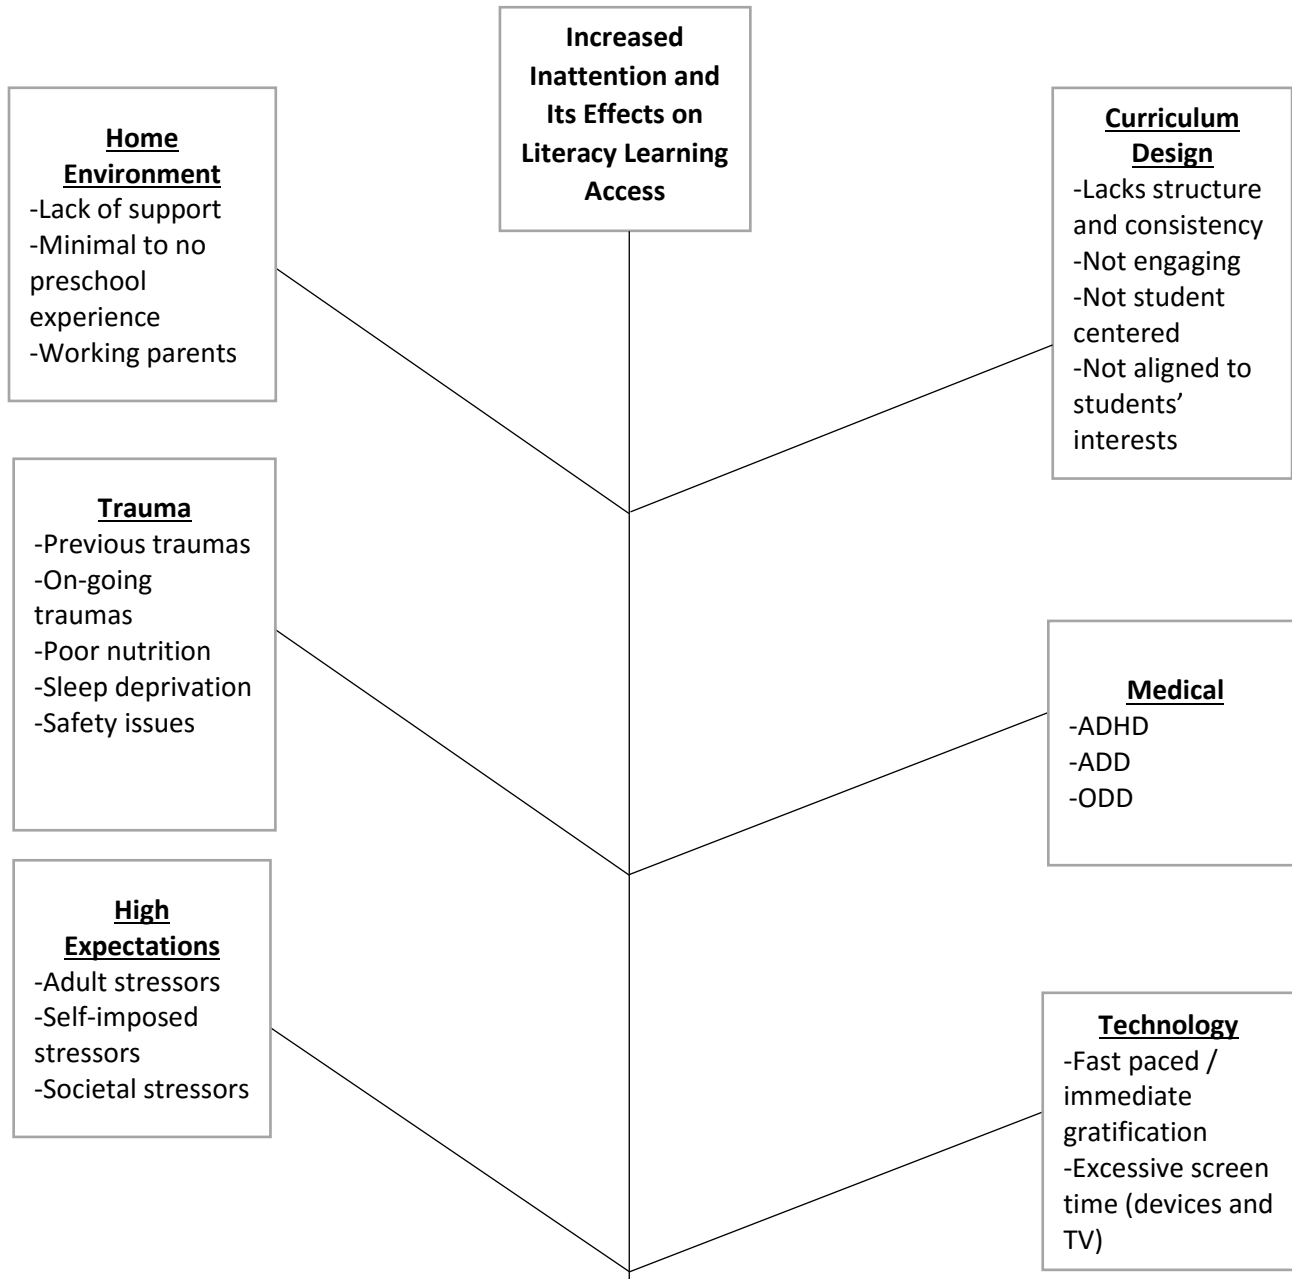 Increased
Inattention and
Its Effects on
Literacy Learning
Access
Home
Environment
-Lack of support
-Minimal to no
preschool
experience
-Working parents
Curriculum
Design
-Lacks structure
and consistency
-Not engaging
-Not student
centered
-Not aligned to
students’
interests
Trauma
-Previous traumas
-On-going
traumas
-Poor nutrition
-Sleep deprivation
-Safety issues
Medical
-ADHD
-ADD
-ODD
High
Expectations
-Adult stressors
-Self-imposed
stressors
-Societal stressors
Technology
-Fast paced /
immediate
gratification
-Excessive screen
time (devices and
TV)